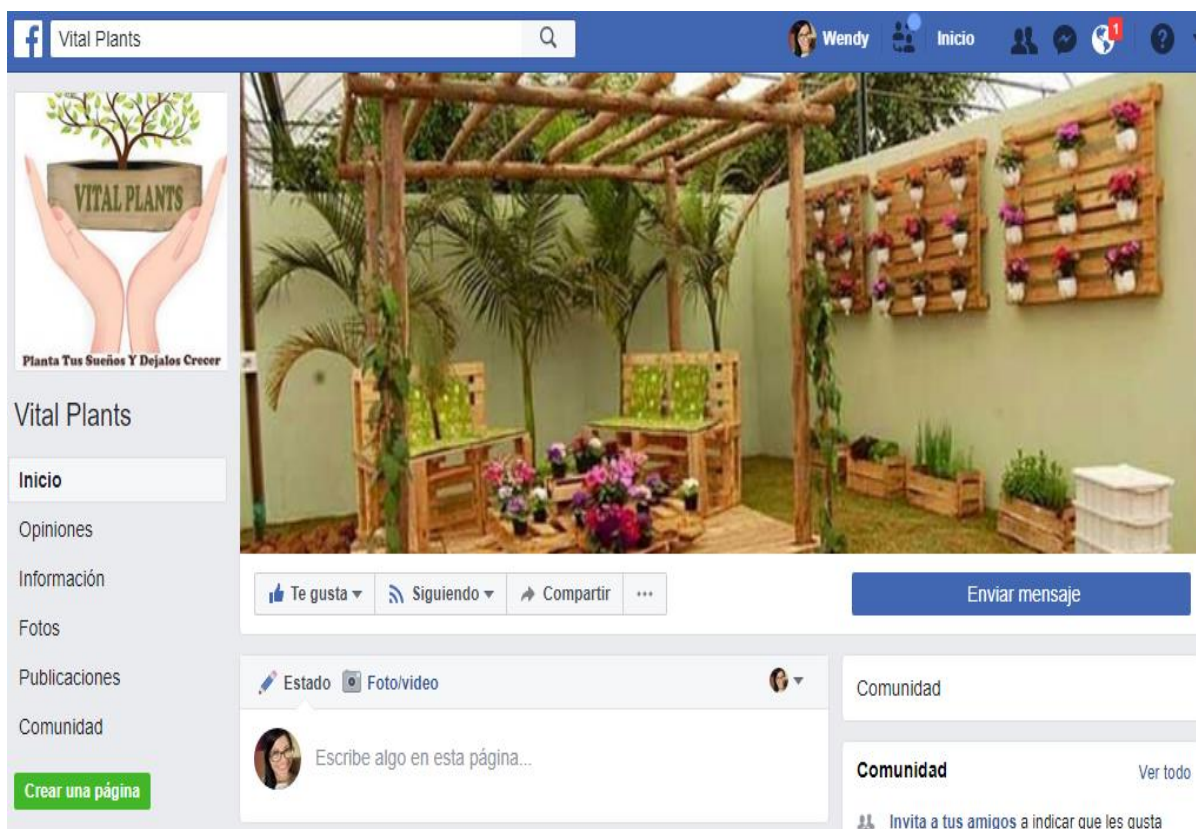 Vital Plants
Wendy
Inicio
1
?
VITAL PLANTS
Planta Tus Sueños Y Dejalos Crecer
Vital Plants
Inicio
Opiniones
Información
Fotos
Publicaciones
Comunidad
Crear una página
Te gusta
Siguiendo
Compartir
...
Enviar mensaje
Estado
Foto/video
Escribe algo en esta página...
Comunidad
Comunidad
Ver todo
Invita a tus amigos a indicar que les gusta